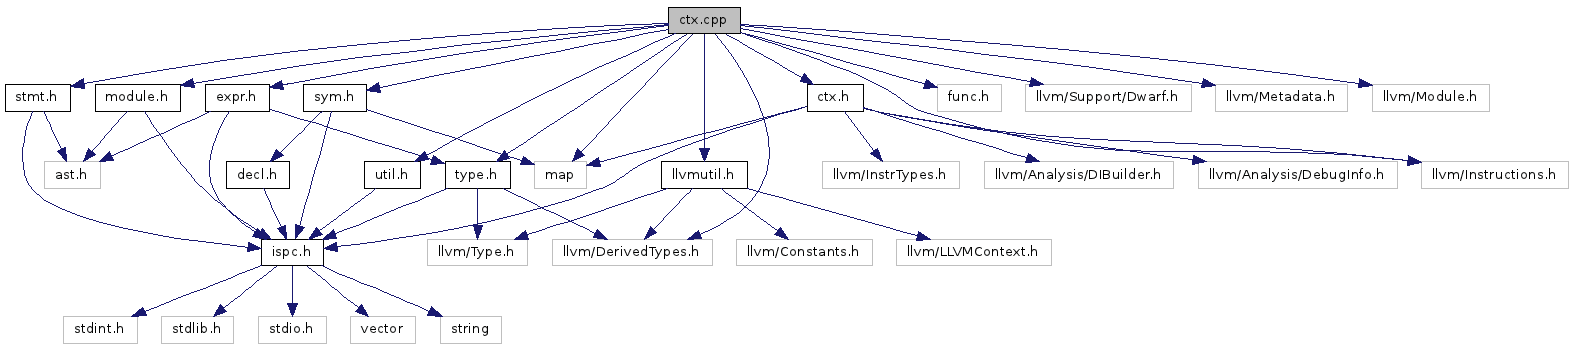 ctx.cpp
stmt.h
module.h
expr.h
sym.h
ctx.h
func.h
llvm/Support/Dwarf.h
llvm/Metadata.h
llvm/Module.h
ast.h
decl.h
util.h
type.h
map
llvmutil.h
llvm/InstrTypes.h
llvm/Analysis/DIBuilder.h
llvm/Analysis/DebugInfo.h
llvm/Instructions.h
ispc.h
llvm/Type.h
llvm/DerivedTypes.h
llvm/Constants.h
llvm/LLVMContext.h
stdint.h
stdlib.h
stdio.h
vector
string